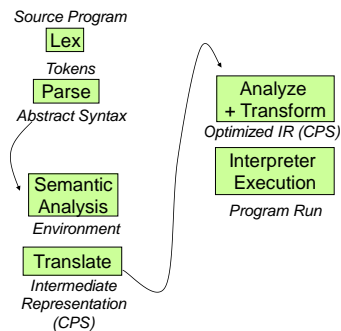 Source Program
Lex
Tokens
Parse
Abstract Syntax
Semantic
Analysis
Environment
Translate
Intermediate
Representation
(CPS)
Analyze
+ Transform
Optimized IR (CPS)
Interpreter
Execution
Program Run